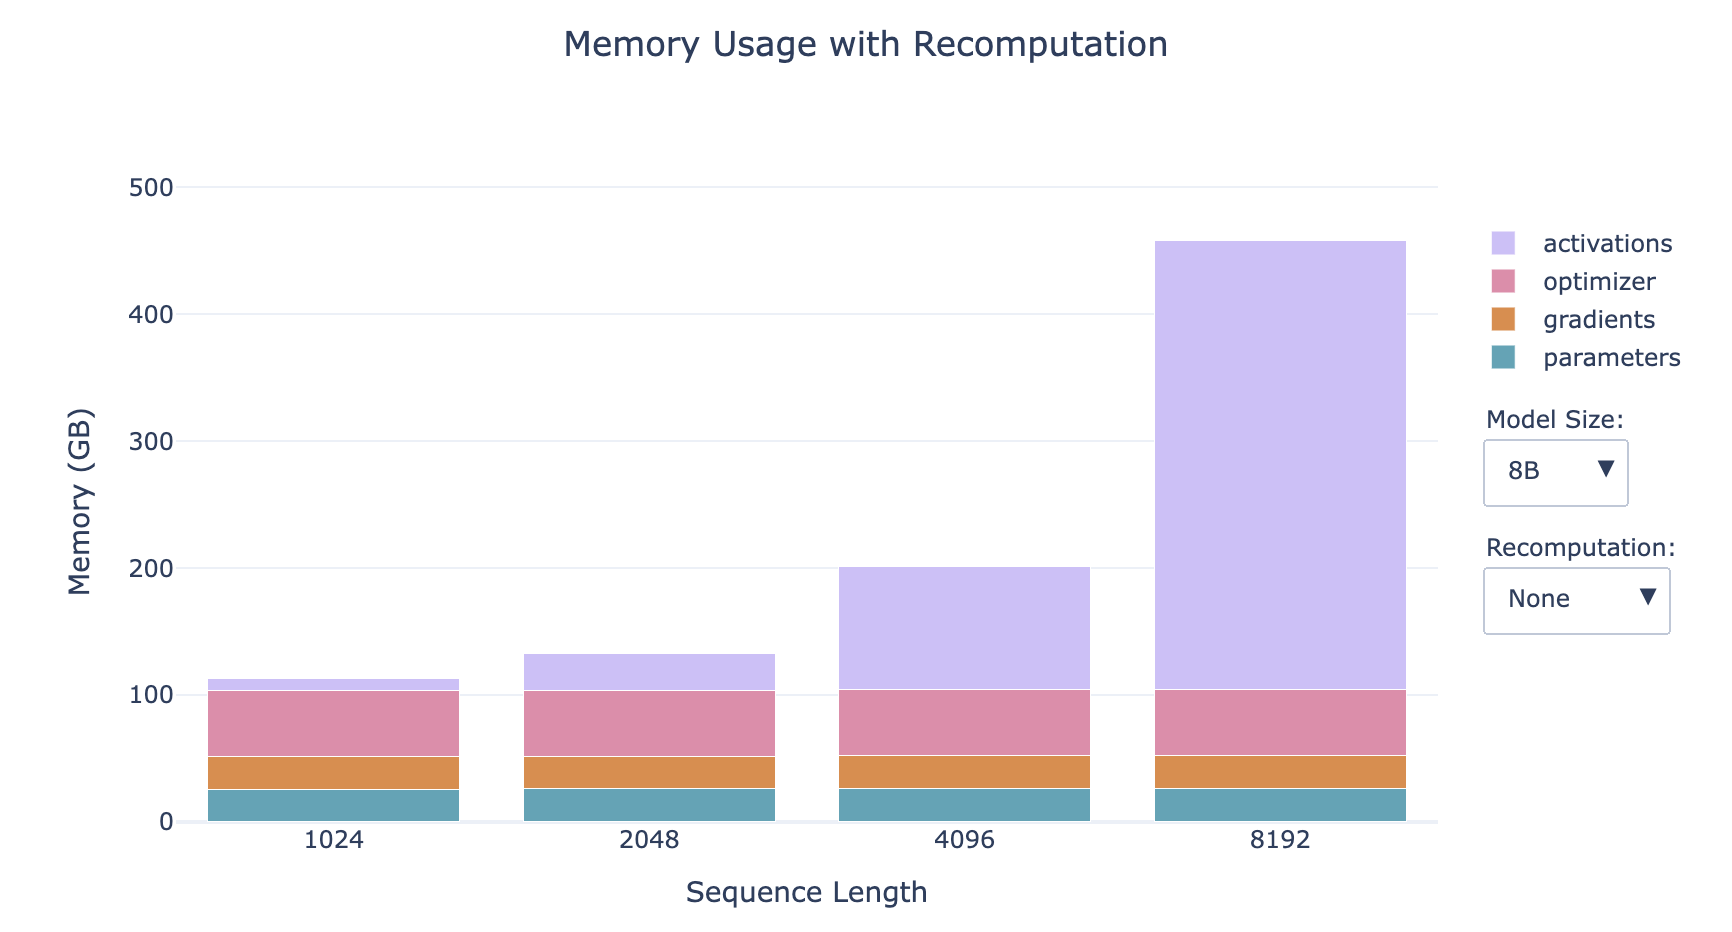 Memory Usage with Recomputation
500
400
300
200
100
0
Memory (GB)
1024 2048 4096 8192
Sequence Length
activations
optimizer
gradients
parameters
Model Size:
8B ▼
Recomputation:
None ▼